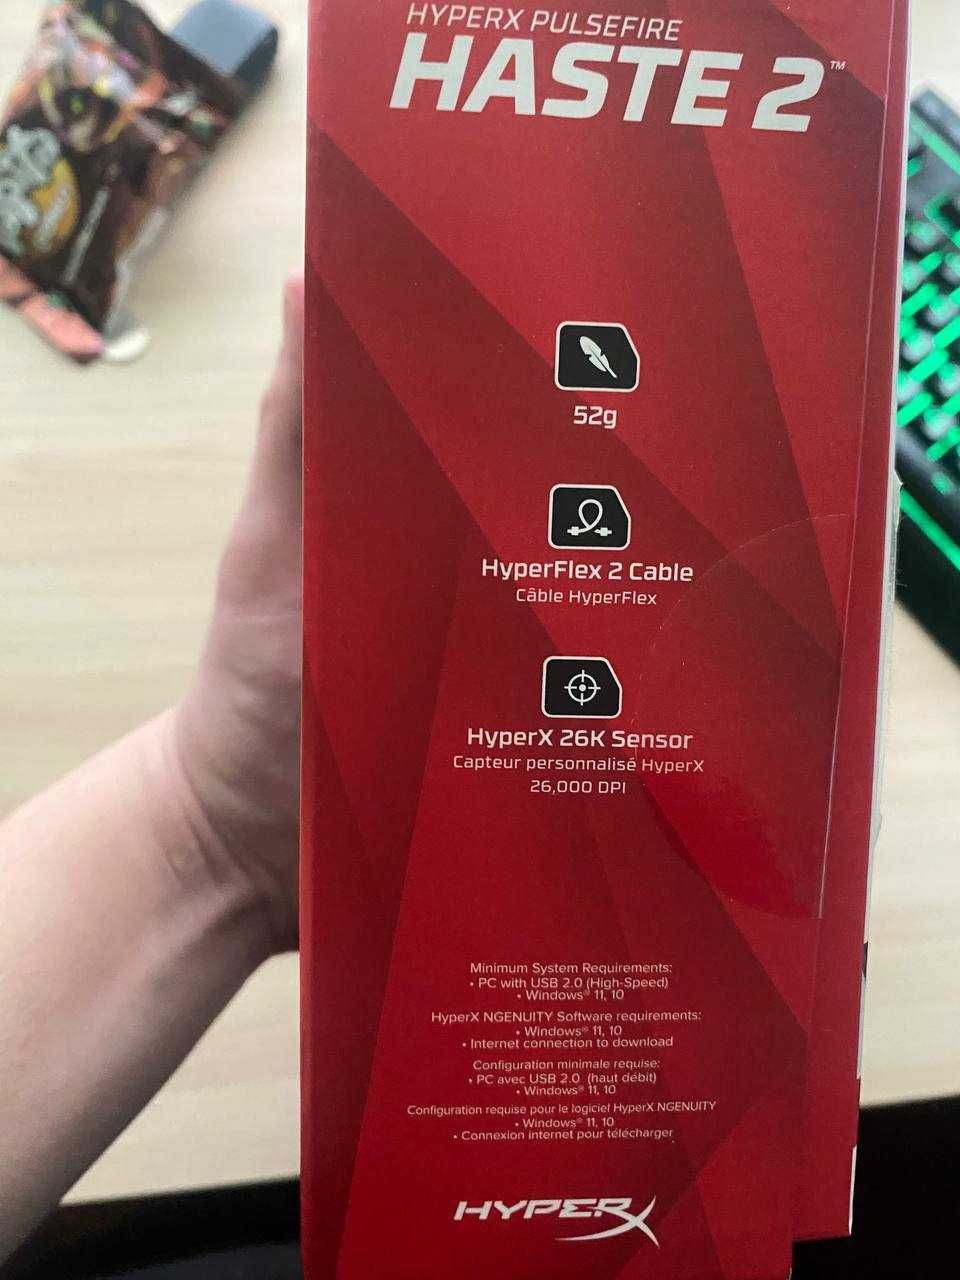 HYPERX PULSEFIRE
HASTE 2™
52g
HyperFlex 2 Cable
Câble HyperFlex
HyperX 26K Sensor
Capteur personnalisé HyperX
26,000 DPI
Minimum System Requirements:
• PC with USB 2.0 (High-Speed)
• Windows® 11, 10
HyperX NGENUITY Software requirements:
• Windows® 11, 10
• Internet connection to download
Configuration minimale requise:
• PC avec USB 2.0 (haut débit)
• Windows® 11, 10
Configuration requise pour le logiciel HyperX NGENUITY
• Windows® 11, 10
• Connexion internet pour télécharger
HYPERX